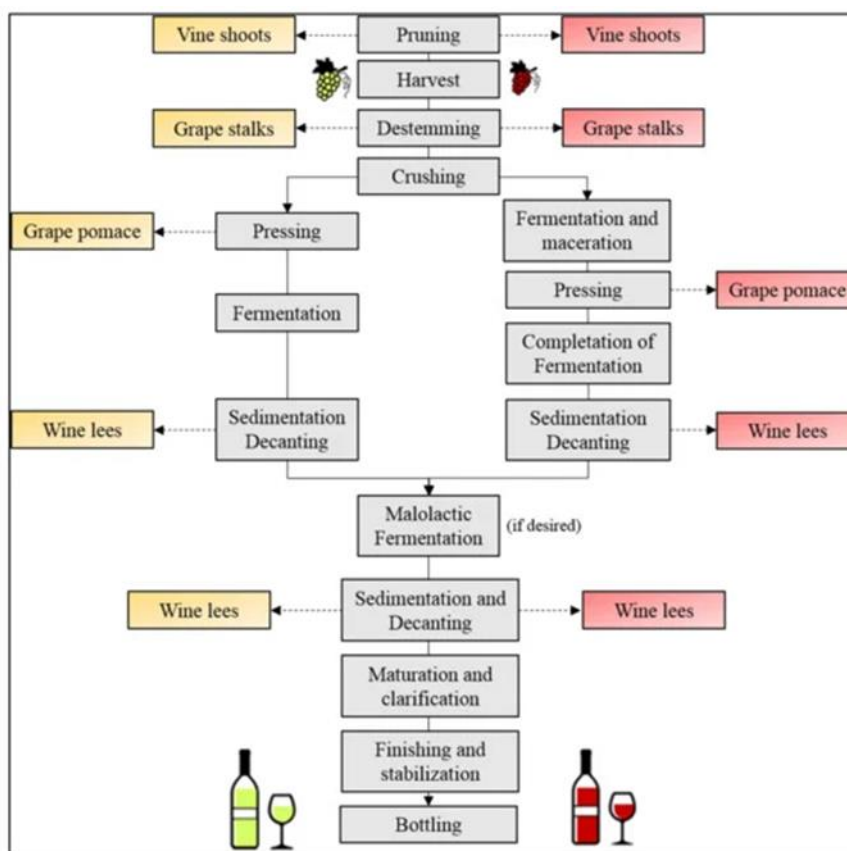 Vine shoots
Pruning
Vine shoots
Harvest
Grape stalks
Destemming
Grape stalks
Crushing
Grape pomace
Pressing
Fermentation and
maceration
Pressing
Grape pomace
Fermentation
Completation of
Fermentation
Wine lees
Sedimentation
Decanting
Sedimentation
Decanting
Wine lees
Malolactic
Fermentation
(if desired)
Wine lees
Sedimentation and
Decanting
Wine lees
Maturation and
clarification
Finishing and
stabilization
Bottling